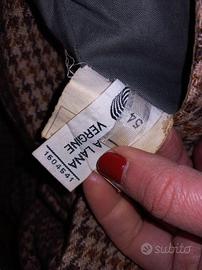 54
A LANA
VERGINE
1604541
subito